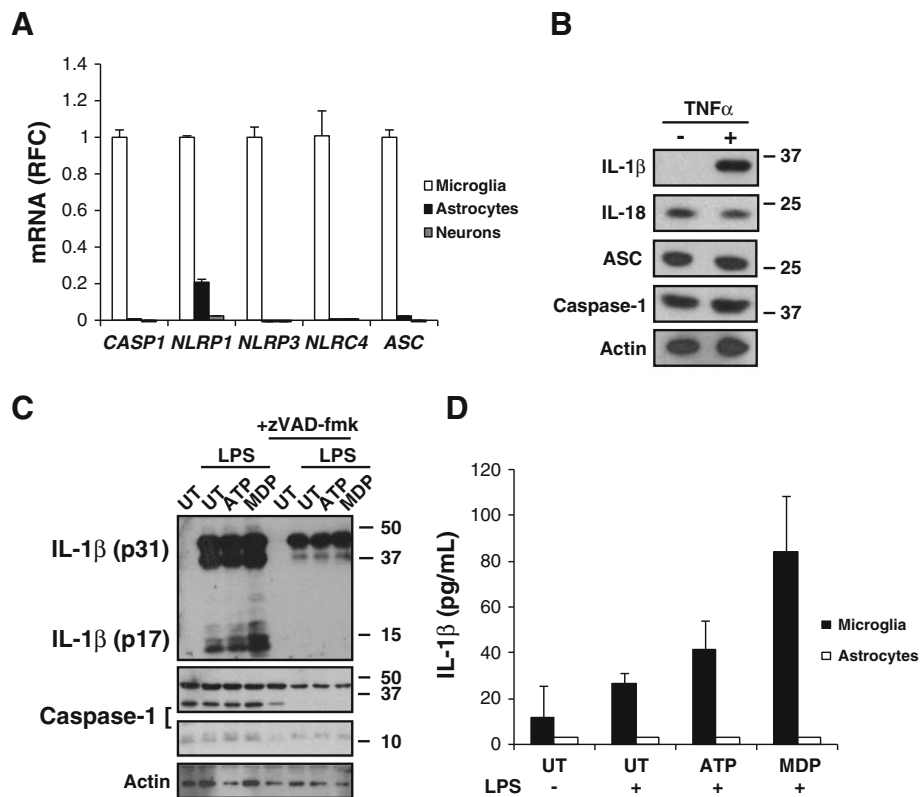 A
mRNA (RFC)
1.4
1.2
1
0.8
0.6
0.4
0.2
0
CASP1 NLRP1 NLRP3 NLRC4 ASC
Microglia
Astrocytes
Neurons
B
TNFα
- +
IL-1β
37
IL-18
25
ASC
25
Caspase-1
37
Actin
C
+zVAD-fmk
LPS LPS
UT UT ATP MDP UT UT ATP MDP
50
IL-1β (p31)
37
IL-1β (p17)
15
50
37
Caspase-1 [
10
Actin
D
IL-1β (pg/mL)
120
100
80
60
40
20
0
Microglia
Astrocytes
UT UT ATP MDP
LPS - + + +